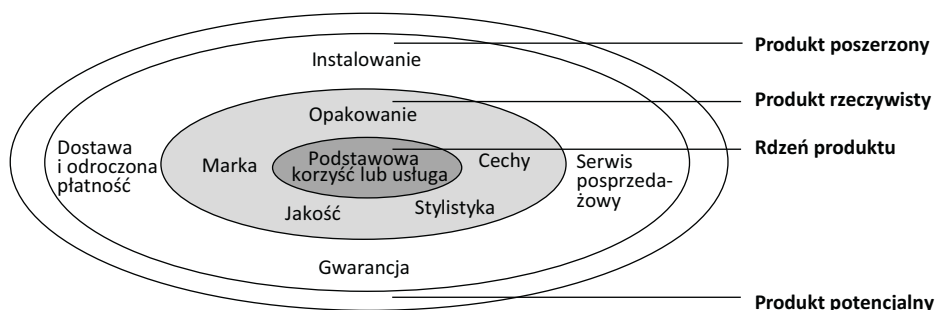 Produkt poszerzony
Instalowanie
Produkt rzeczywisty
Opakowanie
Rdzeń produktu
Dostawa
i odroczona
płatność
Marka
Podstawowa
korzyść lub usługa
Cechy
Serwis
posprzeda-
żowy
Jakość
Stylistyka
Gwarancja
Produkt potencjalny